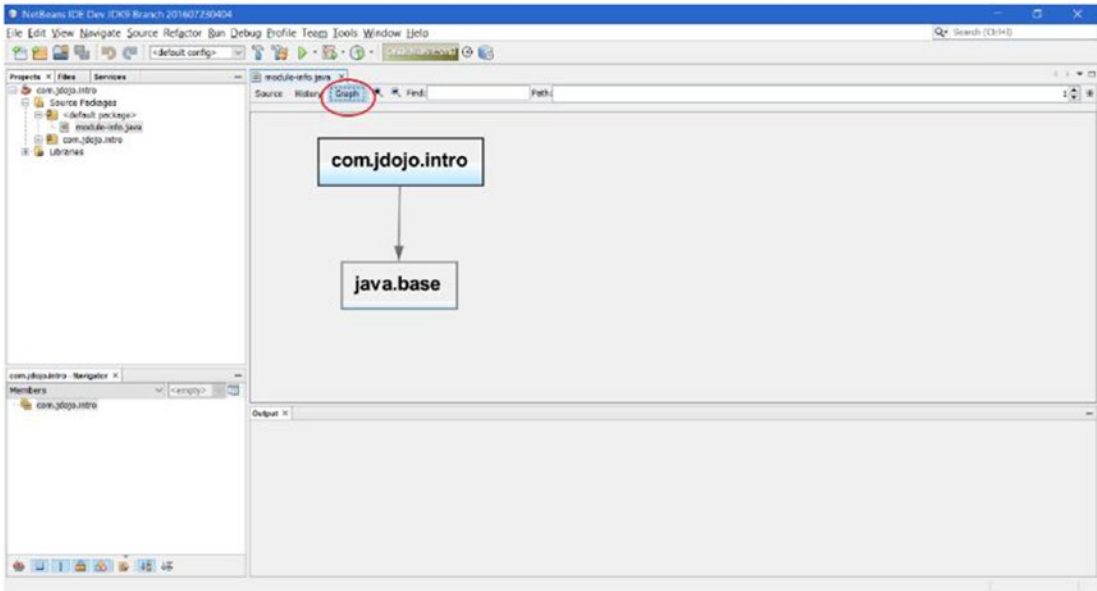 NetBeans IDE Dev JDK9 Branch 201607230404
File Edit View Navigate Source Refactor Run Debug Profile Team Tools Window Help
Search (Ctrl+I)
<default config>
Projects Files Services
com.jdojo.intro
Source Packages
<default package>
module-info.java
com.jdojo.intro
Libraries
module-info.java
Source History Graph Find: Path:
com.jdojo.intro
java.base
com.jdojo.intro - Navigator
Members <empty>
com.jdojo.intro
Output